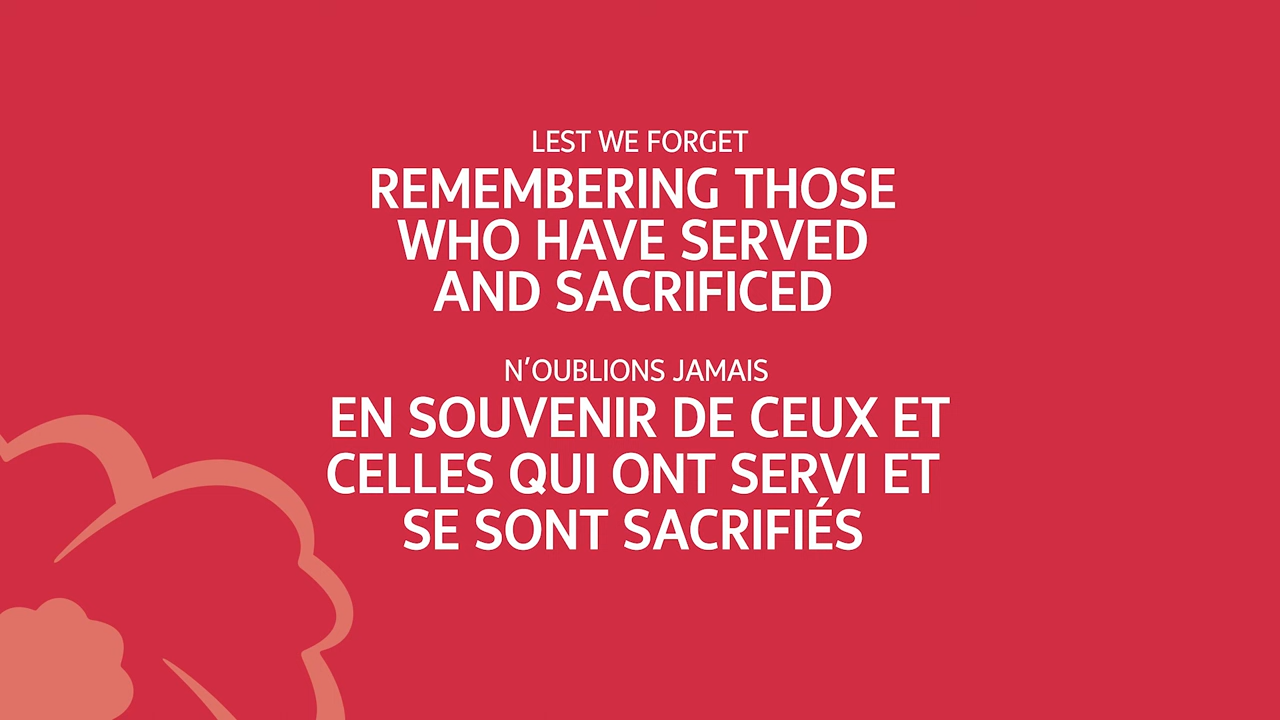 LEST WE FORGET
REMEMBERING THOSE
WHO HAVE SERVED
AND SACRIFICED
N’OUBLIONS JAMAIS
EN SOUVENIR DE CEUX ET
CELLES QUI ONT SERVI ET
SE SONT SACRIFIÉS